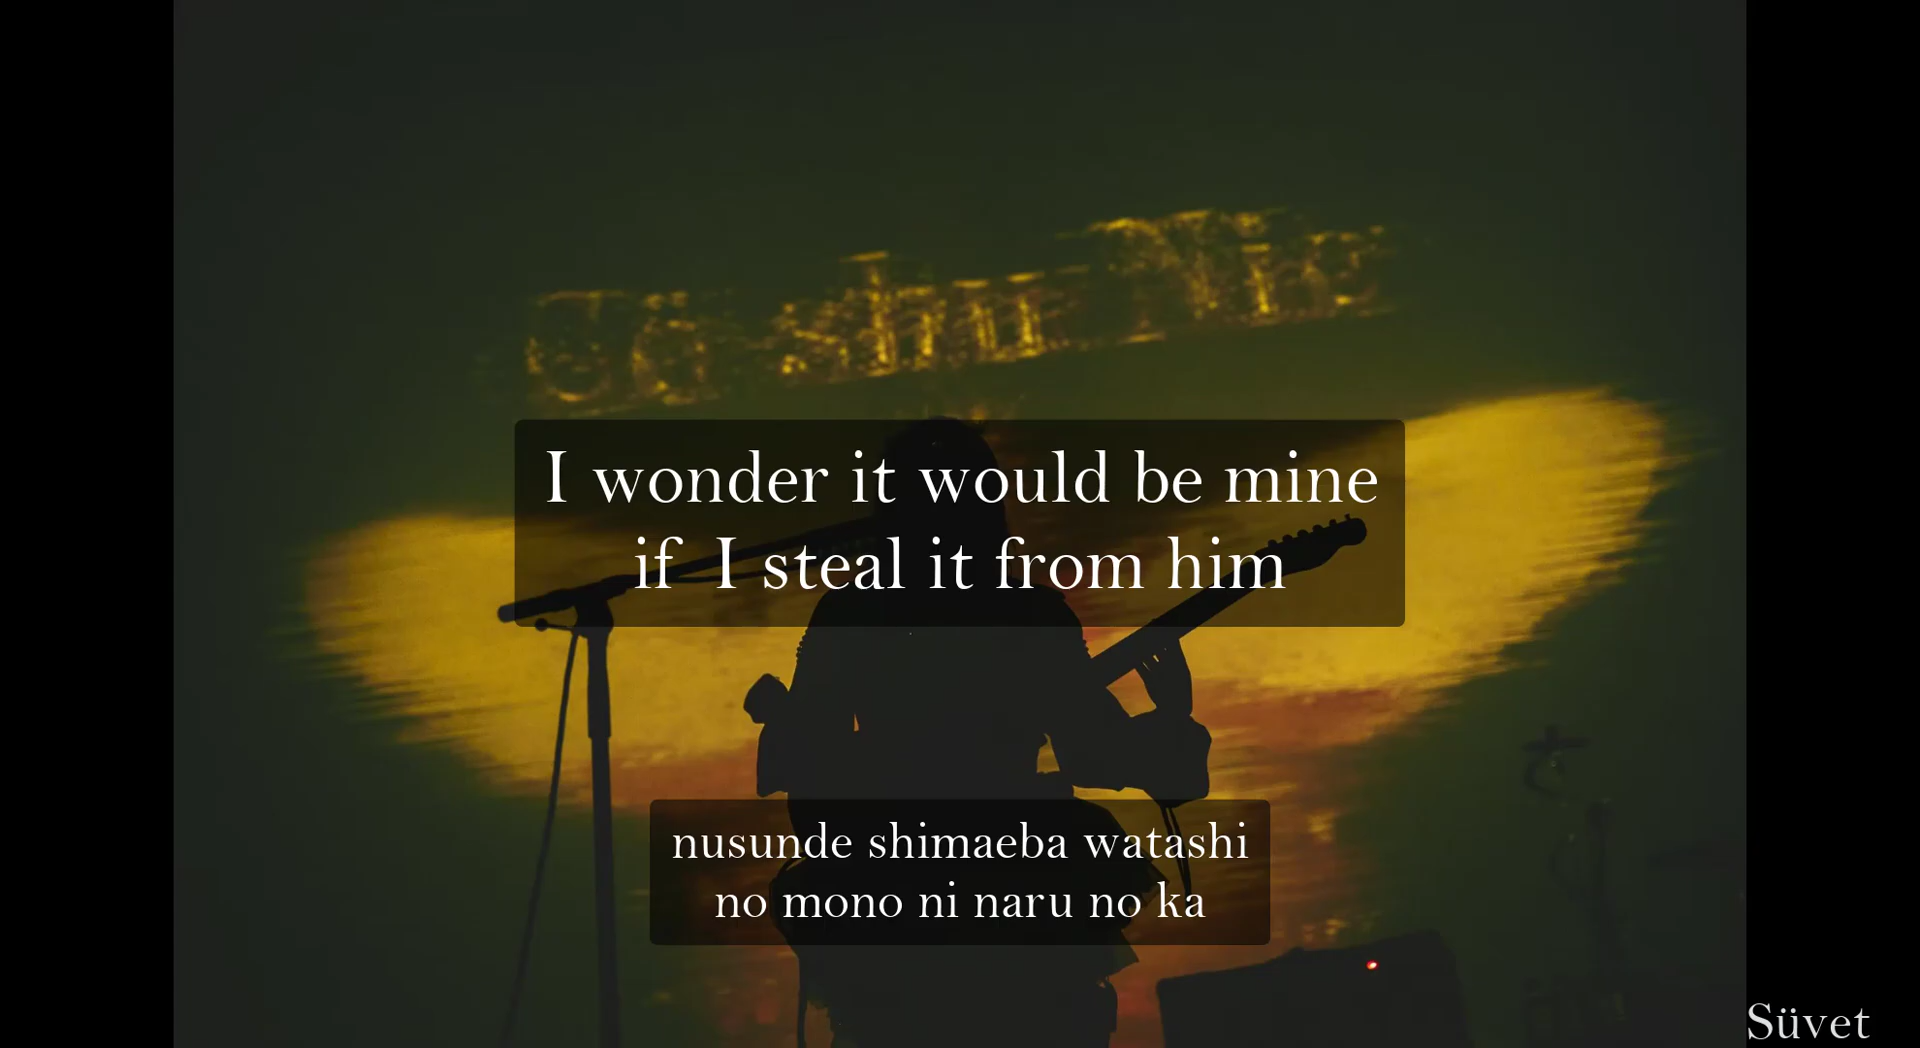 I wonder it would be mine
if I steal it from him
nusunde shimaeba watashi
no mono ni naru no ka
Süvet